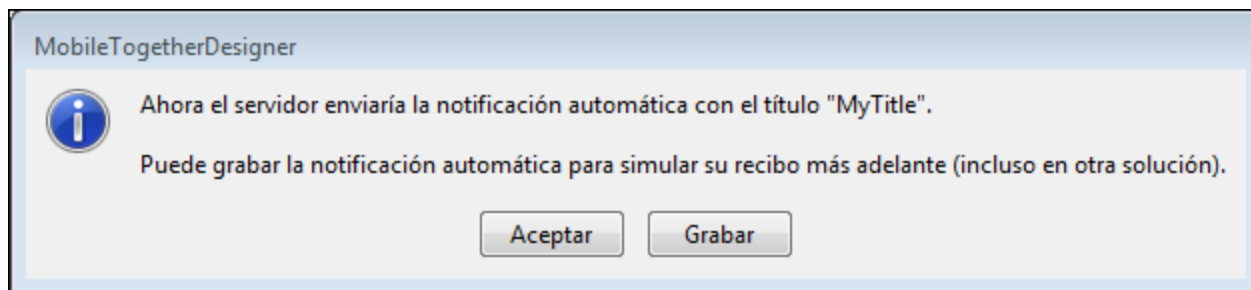 MobileTogetherDesigner
Ahora el servidor enviaría la notificación automática con el título "MyTitle".
Puede grabar la notificación automática para simular su recibo más adelante (incluso en otra solución).
Aceptar
Grabar